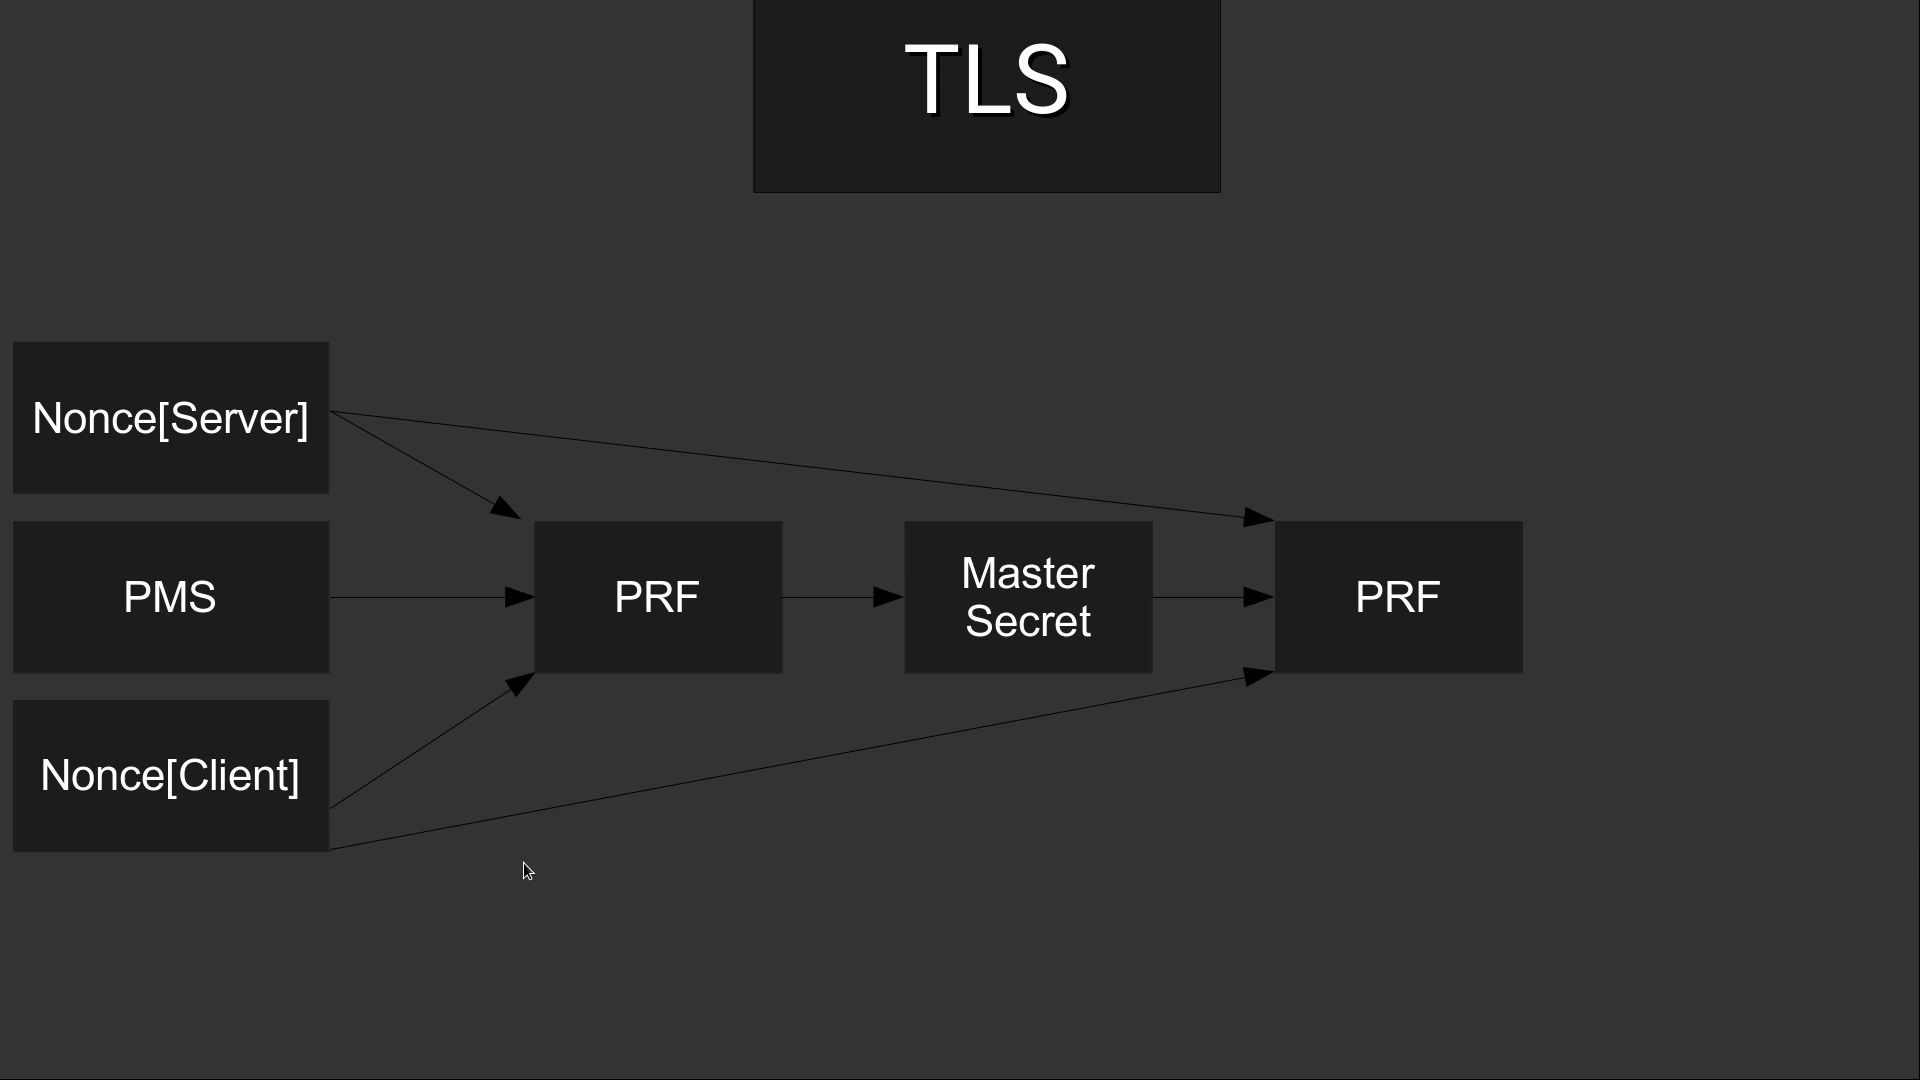 TLS
Nonce[Server]
PMS
Nonce[Client]
PRF
Master
Secret
PRF